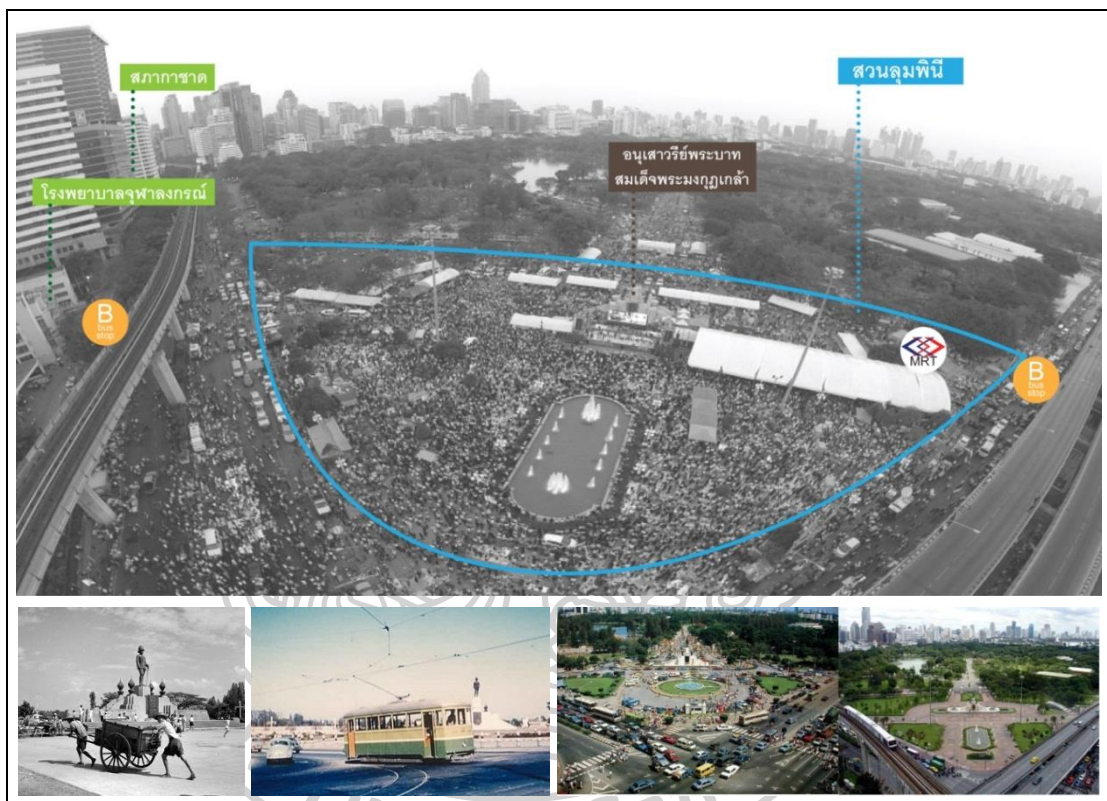 สภากาชาด
สวนลุมพินี
อนุเสาวรีย์พระบาท
สมเด็จพระมงกุฎเกล้า
โรงพยาบาลจุฬาลงกรณ์
B
bus
stop
MRT
B
bus
stop